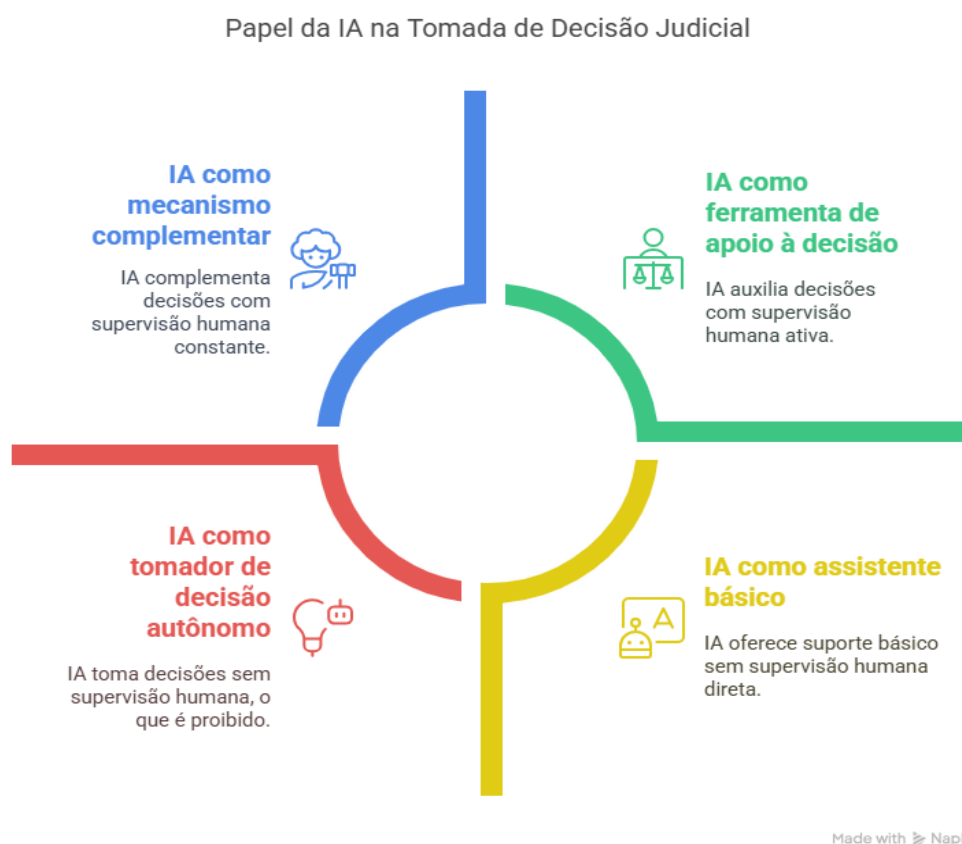 Papel da IA na Tomada de Decisão Judicial
IA como
mecanismo
complementar
IA complementa
decisões com
supervisão humana
constante.
IA como
ferramenta de
apoio à decisão
IA auxilia decisões
com supervisão
humana ativa.
IA como
tomador de
decisão
autônomo
IA toma decisões sem
supervisão humana, o
que é proibido.
IA como assistente
básico
IA oferece suporte básico
sem supervisão humana
direta.
A
Made with